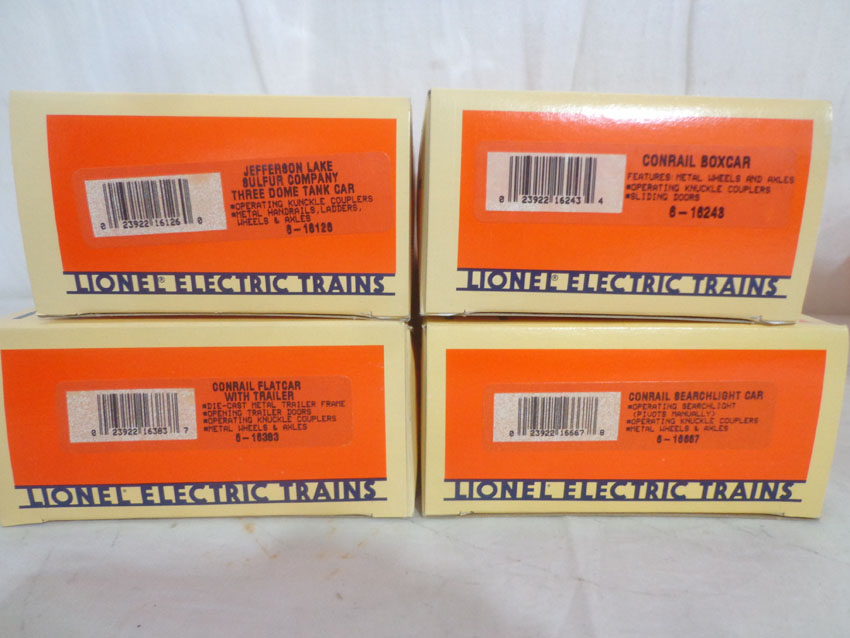 JEFFERSON LAKE
SULFUR COMPANY
THREE DOME TANK CAR
*OPERATING KUNCKLE COUPLERS
*METAL HANDRAILS, LADDERS,
WHEELS & AXLES
6-16126
0 23922 16126 0
LIONEL® ELECTRIC TRAINS
CONRAIL BOXCAR
FEATURES METAL WHEELS AND AXLES
*OPERATING KNUCKLE COUPLERS
*SLIDING DOORS
6-16243
0 23922 16243 4
LIONEL® ELECTRIC TRAINS
CONRAIL FLATCAR
WITH TRAILER
*DIE-CAST METAL TRAILER FRAME
*OPENING TRAILER DOORS
*OPERATING KNUCKLE COUPLERS
*METAL WHEELS & AXLES
6-16383
0 23922 16383 7
LIONEL® ELECTRIC TRAINS
CONRAIL SEARCHLIGHT CAR
*OPERATING SEARCHLIGHT
(PIVOTS MANUALLY)
*OPERATING KNUCKLE COUPLERS
*METAL WHEELS & AXLES
6-16667
0 23922 16667 8
LIONEL® ELECTRIC TRAINS